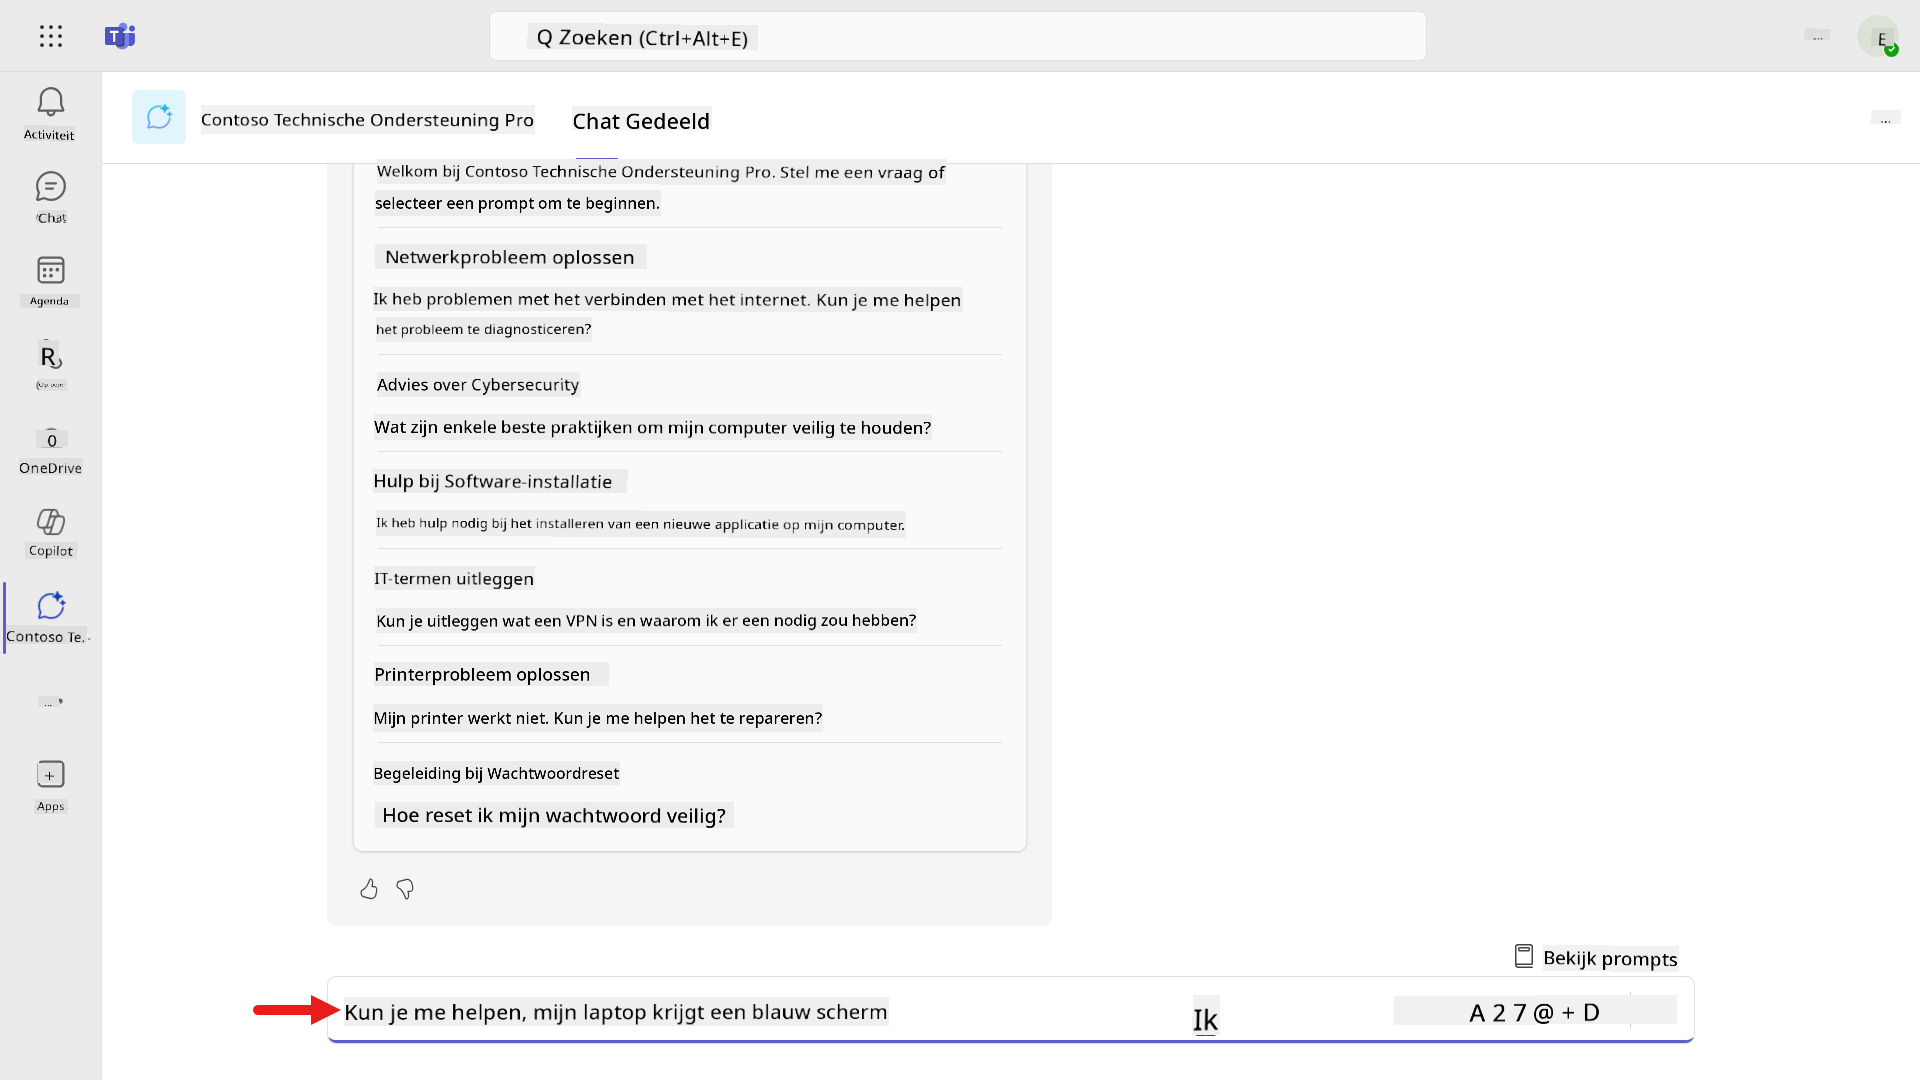 Q Zoeken (Ctrl+Alt+E)
...
E
Contoso Technische Ondersteuning Pro
Chat Gedeeld
Activiteit
Chat
Agenda
R
OneDrive
Copilot
Contoso Te...
...
Apps
Welkom bij Contoso Technische Ondersteuning Pro. Stel me een vraag of
selecteer een prompt om te beginnen.
Netwerkprobleem oplossen
Ik heb problemen met het verbinden met het internet. Kun je me helpen
het probleem te diagnosticeren?
Advies over Cybersecurity
Wat zijn enkele beste praktijken om mijn computer veilig te houden?
Hulp bij Software-installatie
Ik heb hulp nodig bij het installeren van een nieuwe applicatie op mijn computer.
IT-termen uitleggen
Kun je uitleggen wat een VPN is en waarom ik er een nodig zou hebben?
Printerprobleem oplossen
Mijn printer werkt niet. Kun je me helpen het te repareren?
Begeleiding bij Wachtwoordreset
Hoe reset ik mijn wachtwoord veilig?
Bekijk prompts
Kun je me helpen, mijn laptop krijgt een blauw scherm
Ik
A 2 7 @ + D